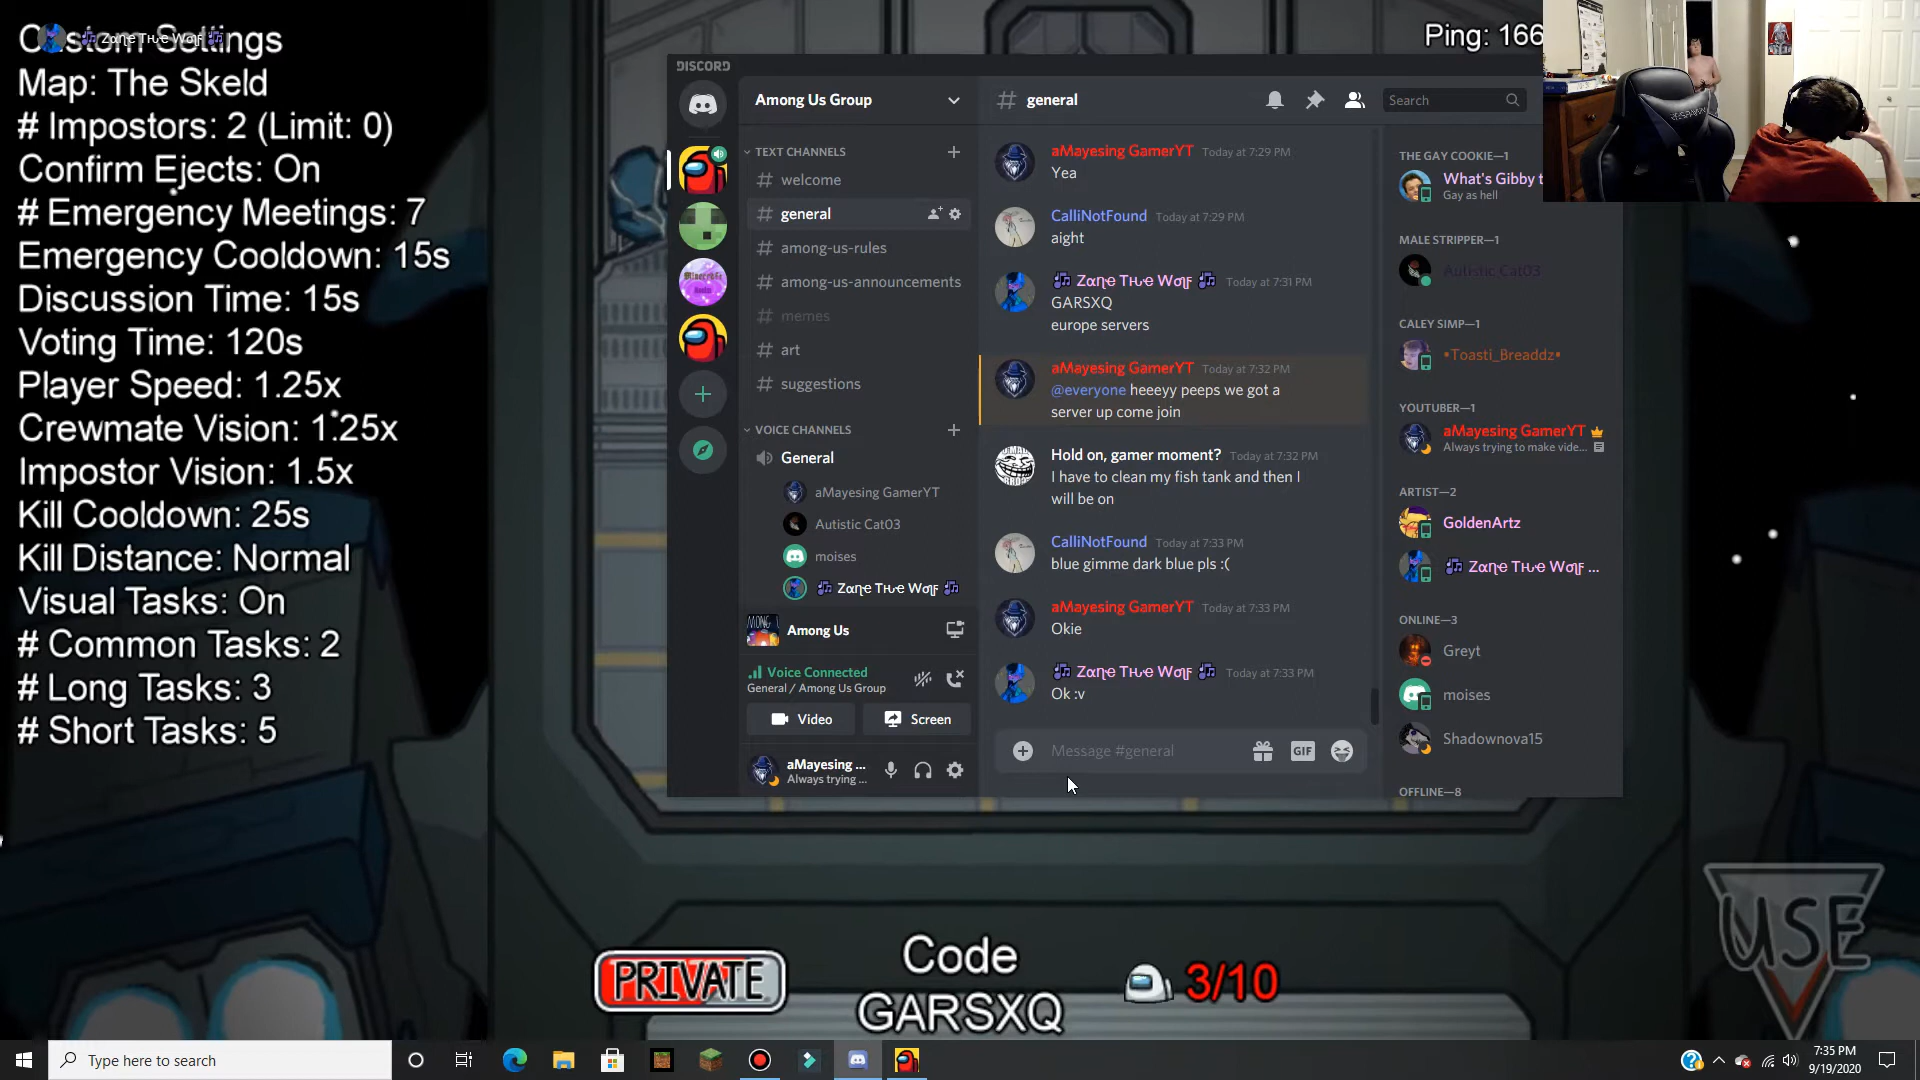 Custom Settings
Map: The Skeld
# Impostors: 2 (Limit: 0)
Confirm Ejects: On
# Emergency Meetings: 7
Emergency Cooldown: 15s
Discussion Time: 15s
Voting Time: 120s
Player Speed: 1.25x
Crewmate Vision: 1.25x
Impostor Vision: 1.5x
Kill Cooldown: 25s
Kill Distance: Normal
Visual Tasks: On
# Common Tasks: 2
# Long Tasks: 3
# Short Tasks: 5
Ping: 166
DISCORD
Among Us Group
TEXT CHANNELS
# welcome
# general
# among-us-rules
# among-us-announcements
# memes
# art
# suggestions
VOICE CHANNELS
General
aMayesing GamerYT
Autistic Cat03
moises
Among Us
Voice Connected
General / Among Us Group
Video
Screen
aMayesing ...
Always trying ...
# general
Search
aMayesing GamerYT Today at 7:29 PM
Yea
CalliNotFound Today at 7:29 PM
aight
Today at 7:31 PM
GARSXQ
europe servers
aMayesing GamerYT Today at 7:32 PM
@everyone heeeyy peeps we got a
server up come join
Hold on, gamer moment? Today at 7:32 PM
I have to clean my fish tank and then I
will be on
CalliNotFound Today at 7:33 PM
blue gimme dark blue pls :(
aMayesing GamerYT Today at 7:33 PM
Okie
Today at 7:33 PM
Ok :v
Message #general
GIF
THE GAY COOKIE—1
What's Gibby t
Gay as hell
MALE STRIPPER—1
Autistic Cat03
CALEY SIMP—1
•Toasti_Breaddz•
YOUTUBER—1
aMayesing GamerYT
Always trying to make vide...
ARTIST—2
GoldenArtz
ONLINE—3
Greyt
moises
Shadownova15
OFFLINE—8
USE
PRIVATE
Code
GARSXQ
3/10
Type here to search
7:35 PM
9/19/2020